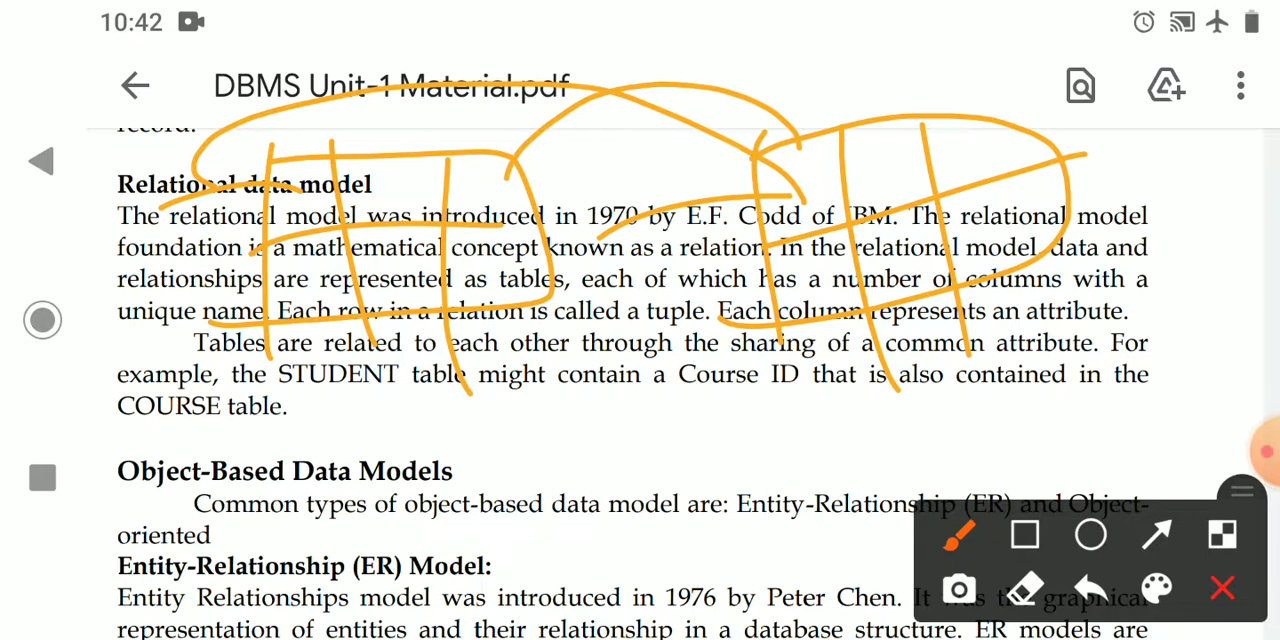 10:42
DBMS Unit-1 Material.pdf
record.
Relational data model
The relational model was introduced in 1970 by E.F. Codd of IBM. The relational model
foundation is a mathematical concept known as a relation. In the relational model, data and
relationships are represented as tables, each of which has a number of columns with a
unique name. Each row in a relation is called a tuple. Each column represents an attribute.
Tables are related to each other through the sharing of a common attribute. For
example, the STUDENT table might contain a Course ID that is also contained in the
COURSE table.
Object-Based Data Models
Common types of object-based data model are: Entity-Relationship (ER) and Object-
oriented
Entity-Relationship (ER) Model:
Entity Relationships model was introduced in 1976 by Peter Chen. It was the graphical
representation of entities and their relationship in a database structure. ER models are